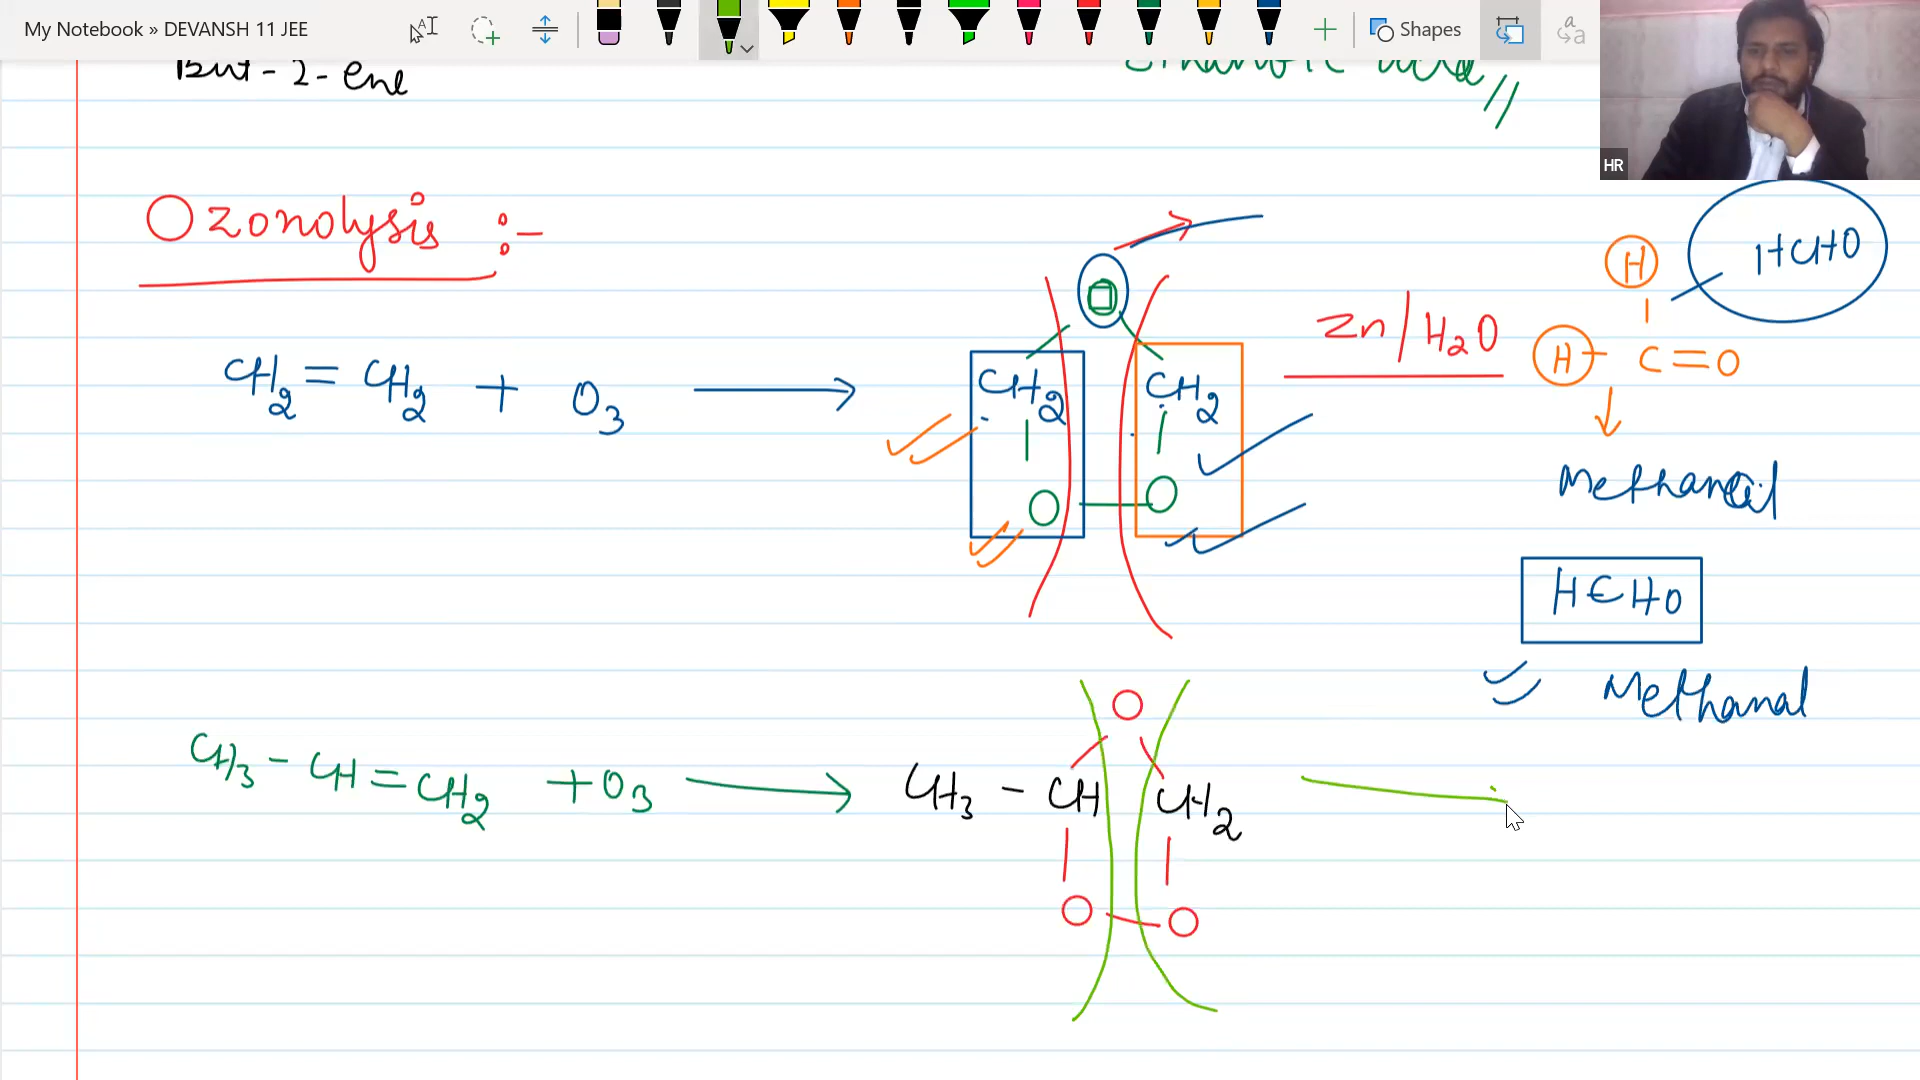 My Notebook » DEVANSH 11 JEE
Shapes
But-2-ene
HR
Ozonolysis :-
HCHO
H
O
Zn/H2O
H- C=O
CH2=CH2 + O3
CH2 CH2
O O
Methanal
HCHO
Methanal
O
CH3-CH=CH2 +O3
CH3 - CH CH2
O O